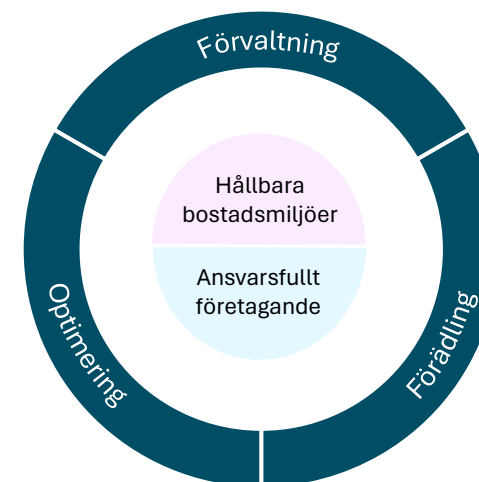 Förvaltning
Hållbara
bostadsmiljöer
Ansvarsfullt
företagande
Optimering
Förädling